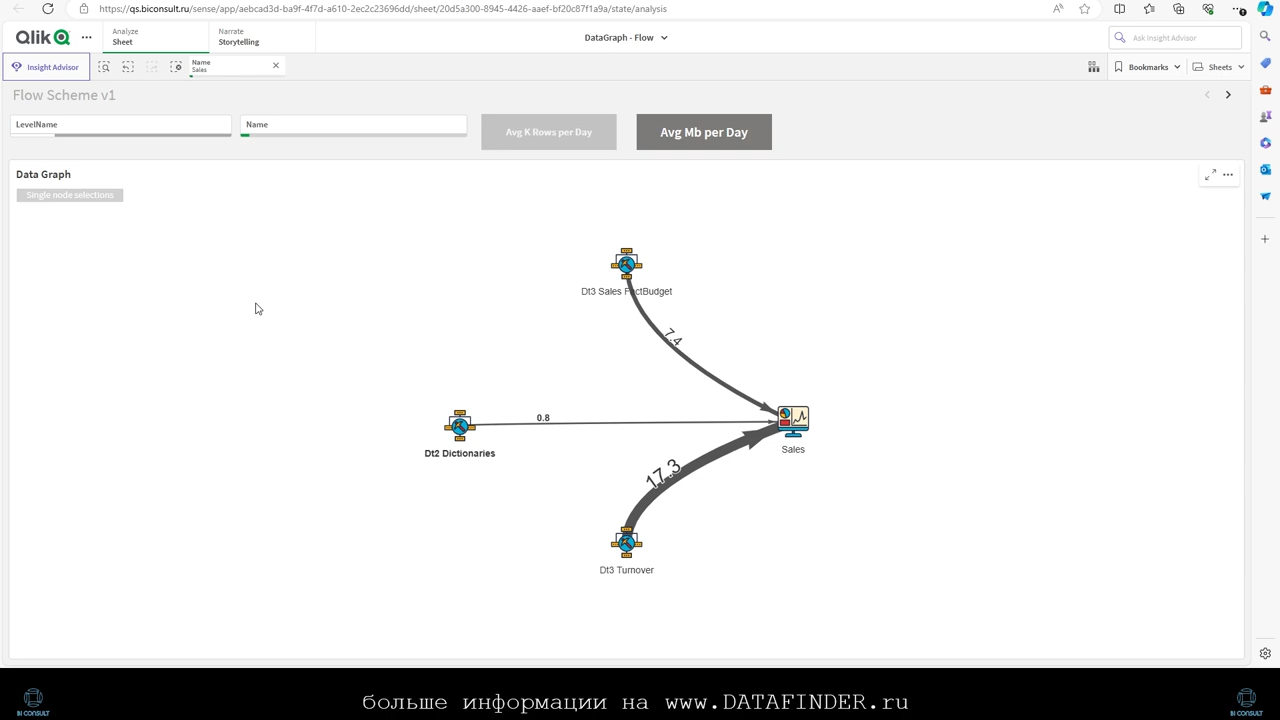 https://qs.biconsult.ru/sense/app/aebcad3d-ba9f-4f7d-a610-2ec2c23696dd/sheet/20d5a300-8945-4426-aaef-bf20c87f1a9a/state/analysis
Qlik
Analyze
Sheet
Narrate
Storytelling
DataGraph - Flow
Ask Insight Advisor
Insight Advisor
Name
Sales
Bookmarks
Sheets
Flow Scheme v1
LevelName
Name
Avg K Rows per Day
Avg Mb per Day
Data Graph
Single node selections
Dt3 Sales FactBudget
7.4
0.8
Dt2 Dictionaries
Sales
17.3
Dt3 Turnover
больше информации на www.DATAFINDER.ru
BI CONSULT
BI CONSULT